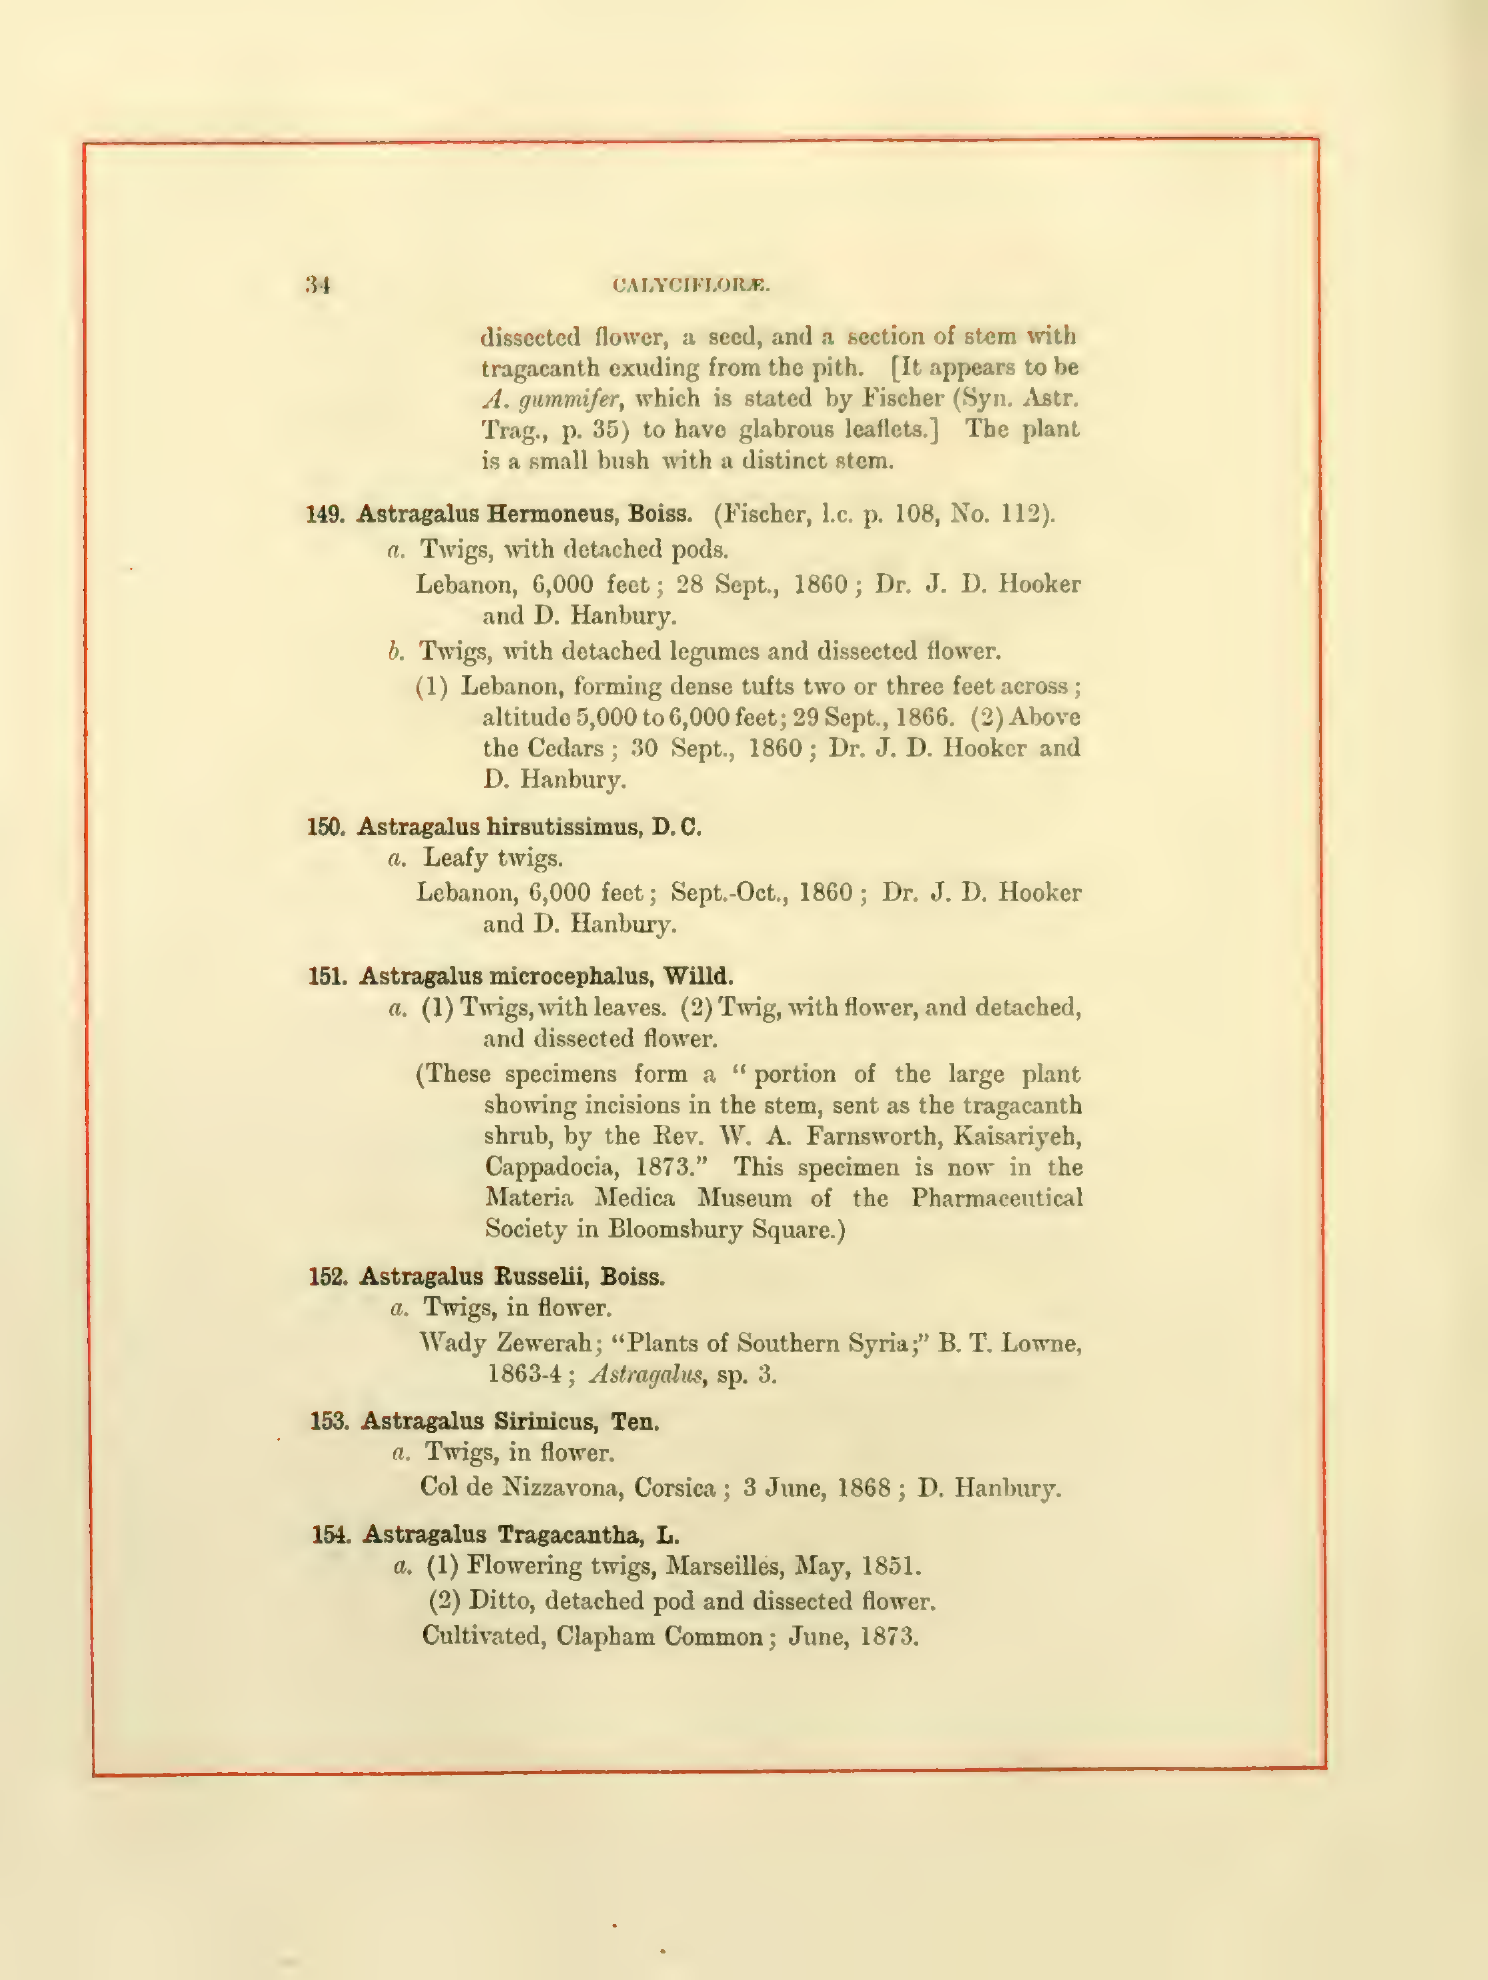 34 CALYCIFLORÆ.
dissected flower, a seed, and a section of stem with
tragacanth exuding from the pith. [It appears to be
A. gummifer, which is stated by Fischer (Syn. Astr.
Trag., p. 35) to have glabrous leaflets.] The plant
is a small bush with a distinct stem.
149. Astragalus Hermoneus, Boiss. (Fischer, l.c. p. 108, No. 112).
a. Twigs, with detached pods.
Lebanon, 6,000 feet; 28 Sept., 1860; Dr. J. D. Hooker
and D. Hanbury.
b. Twigs, with detached legumes and dissected flower.
(1) Lebanon, forming dense tufts two or three feet across;
altitude 5,000 to 6,000 feet; 29 Sept., 1866. (2) Above
the Cedars; 30 Sept., 1860; Dr. J. D. Hooker and
D. Hanbury.
150. Astragalus hirsutissimus, D. C.
a. Leafy twigs.
Lebanon, 6,000 feet; Sept.-Oct., 1860; Dr. J. D. Hooker
and D. Hanbury.
151. Astragalus microcephalus, Willd.
a. (1) Twigs, with leaves. (2) Twig, with flower, and detached,
and dissected flower.
(These specimens form a “portion of the large plant
showing incisions in the stem, sent as the tragacanth
shrub, by the Rev. W. A. Farnsworth, Kaisariyeh,
Cappadocia, 1873.” This specimen is now in the
Materia Medica Museum of the Pharmaceutical
Society in Bloomsbury Square.)
152. Astragalus Russelii, Boiss.
a. Twigs, in flower.
Wady Zewerah; “Plants of Southern Syria;” B. T. Lowne,
1863-4; Astragalus, sp. 3.
153. Astragalus Sirinicus, Ten.
a. Twigs, in flower.
Col de Nizzavona, Corsica; 3 June, 1868; D. Hanbury.
154. Astragalus Tragacantha, L.
a. (1) Flowering twigs, Marseilles, May, 1851.
(2) Ditto, detached pod and dissected flower.
Cultivated, Clapham Common; June, 1873.